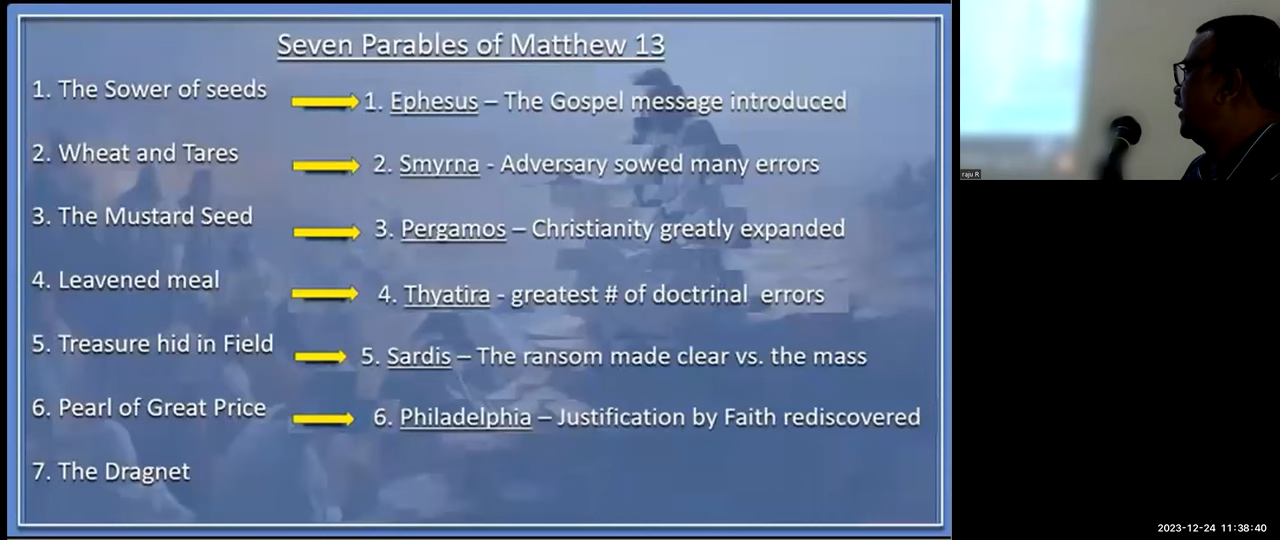 Seven Parables of Matthew 13
1. The Sower of seeds
1. Ephesus – The Gospel message introduced
2. Wheat and Tares
2. Smyrna - Adversary sowed many errors
3. The Mustard Seed
3. Pergamos – Christianity greatly expanded
4. Leavened meal
4. Thyatira - greatest # of doctrinal errors
5. Treasure hid in Field
5. Sardis – The ransom made clear vs. the mass
6. Pearl of Great Price
6. Philadelphia – Justification by Faith rediscovered
7. The Dragnet
raju R
2023-12-24 11:38:40